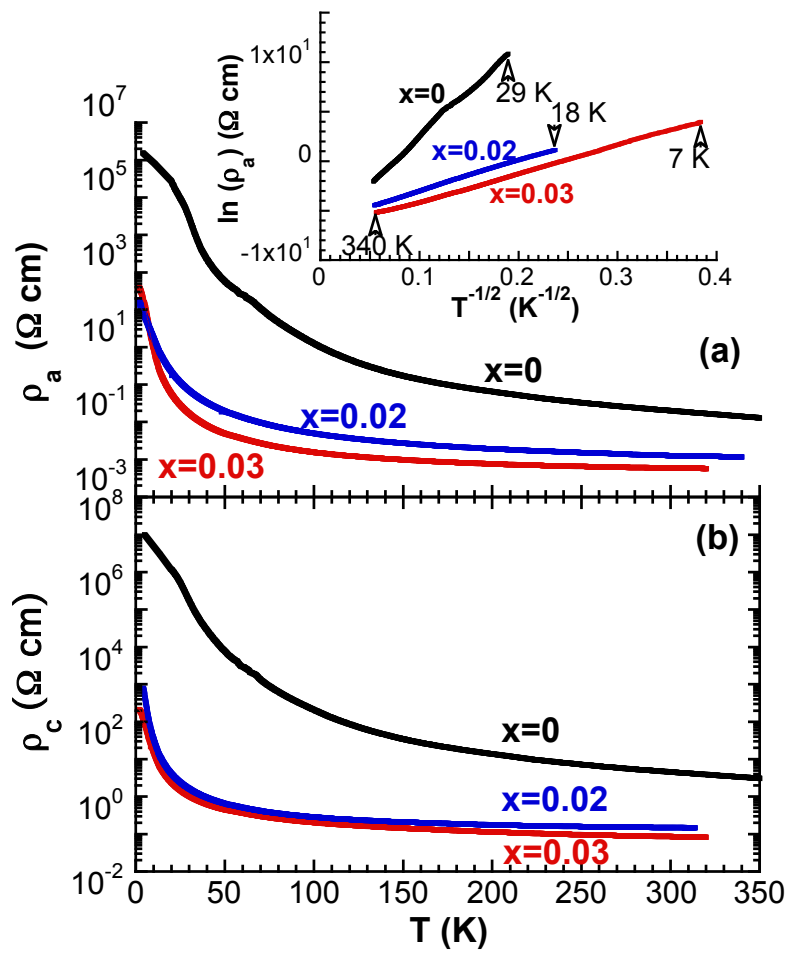 1x10¹
0
-1x10¹
ln (ρₐ) (Ω cm)
x=0
29 K
18 K
x=0.02
x=0.03
7 K
340 K
0 0.1 0.2 0.3 0.4
T⁻¹/² (K⁻¹/²)
10⁷
10⁵
10³
10¹
10⁻¹
10⁻³
ρₐ (Ω cm)
(a)
x=0
x=0.02
x=0.03
10⁸
10⁶
10⁴
10²
10⁰
10⁻²
ρ_c (Ω cm)
(b)
x=0
x=0.02
x=0.03
0 50 100 150 200 250 300 350
T (K)